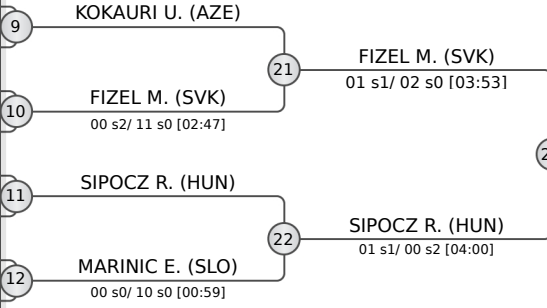 9
KOKAURI U. (AZE)
21
FIZEL M. (SVK)
01 s1/ 02 s0 [03:53]
10
FIZEL M. (SVK)
00 s2/ 11 s0 [02:47]
11
SIPOCZ R. (HUN)
22
SIPOCZ R. (HUN)
01 s1/ 00 s2 [04:00]
12
MARINIC E. (SLO)
00 s0/ 10 s0 [00:59]